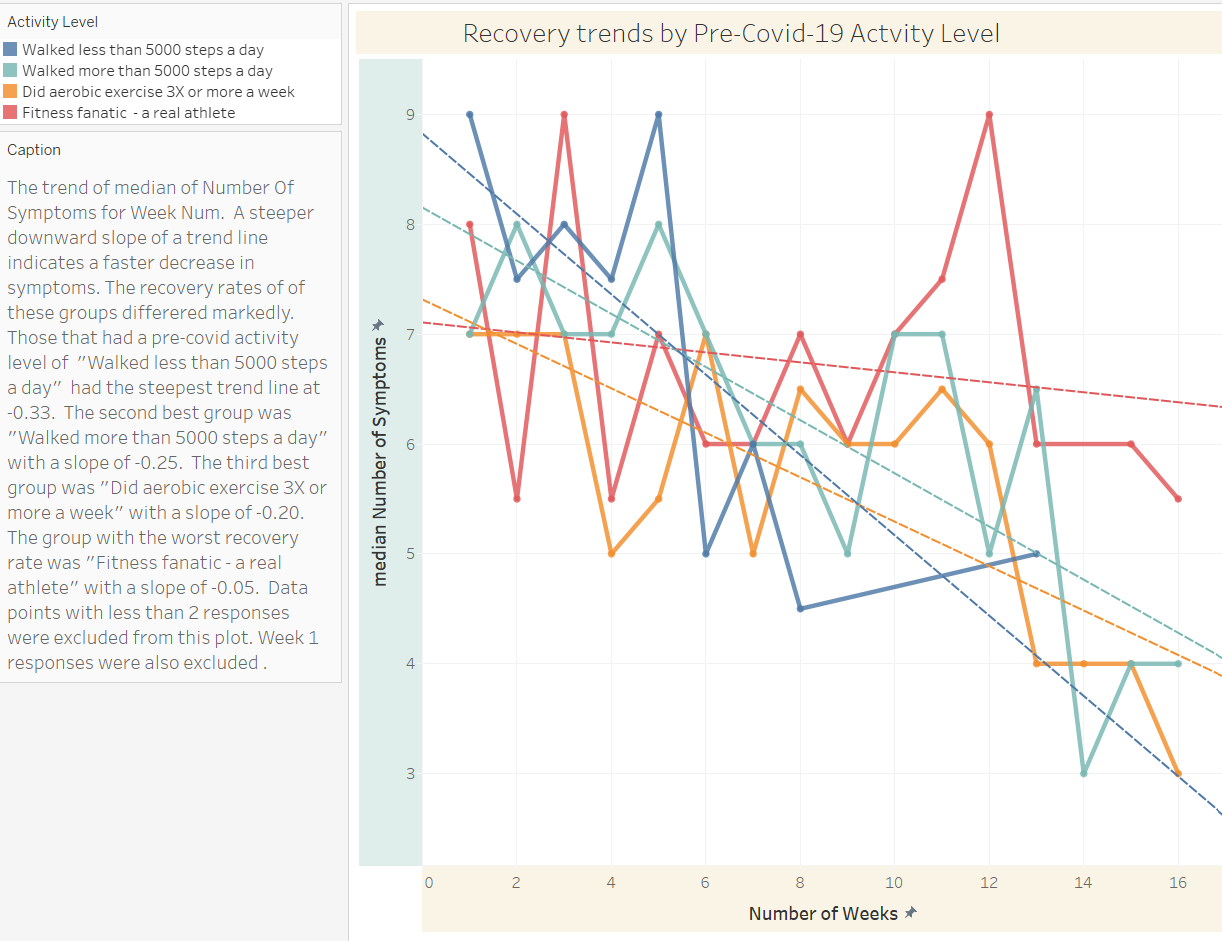 Activity Level
Walked less than 5000 steps a day
Walked more than 5000 steps a day
Did aerobic exercise 3X or more a week
Fitness fanatic - a real athlete
Caption
The trend of median of Number Of
Symptoms for Week Num. A steeper
downward slope of a trend line
indicates a faster decrease in
symptoms. The recovery rates of of
these groups differered markedly.
Those that had a pre-covid activity
level of "Walked less than 5000 steps
a day" had the steepest trend line at
-0.33. The second best group was
"Walked more than 5000 steps a day"
with a slope of -0.25. The third best
group was "Did aerobic exercise 3X or
more a week" with a slope of -0.20.
The group with the worst recovery
rate was "Fitness fanatic - a real
athlete" with a slope of -0.05. Data
points with less than 2 responses
were excluded from this plot. Week 1
responses were also excluded .
Recovery trends by Pre-Covid-19 Actvity Level
median Number of Symptoms
9
8
7
6
5
4
3
0 2 4 6 8 10 12 14 16
Number of Weeks